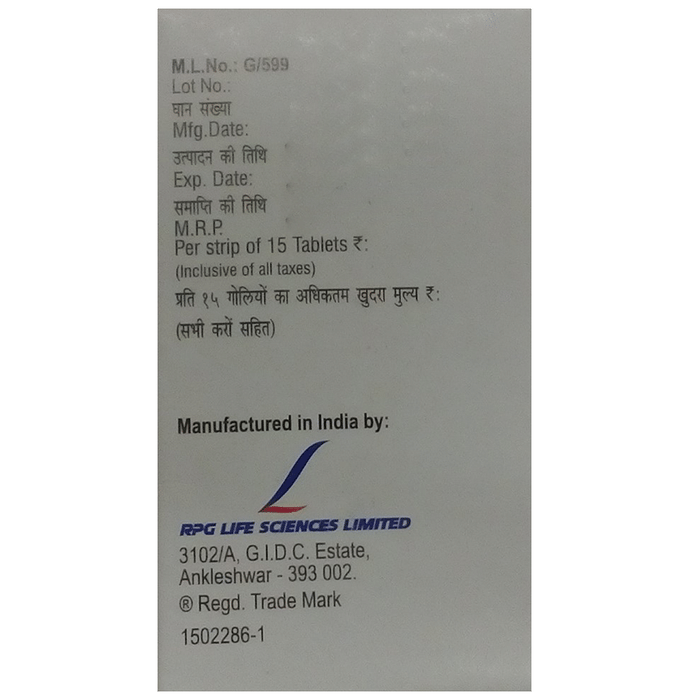 M.L.No.: G/599
Lot No.:
घान संख्या
Mfg.Date:
उत्पादन की तिथि
Exp. Date:
समाप्ति की तिथि
M.R.P.
Per strip of 15 Tablets ₹:
(Inclusive of all taxes)
प्रति १५ गोलियों का अधिकतम खुदरा मुल्य ₹:
(सभी करों सहित)
Manufactured in India by:
RPG LIFE SCIENCES LIMITED
3102/A, G.I.D.C. Estate,
Ankleshwar - 393 002.
® Regd. Trade Mark
1502286-1